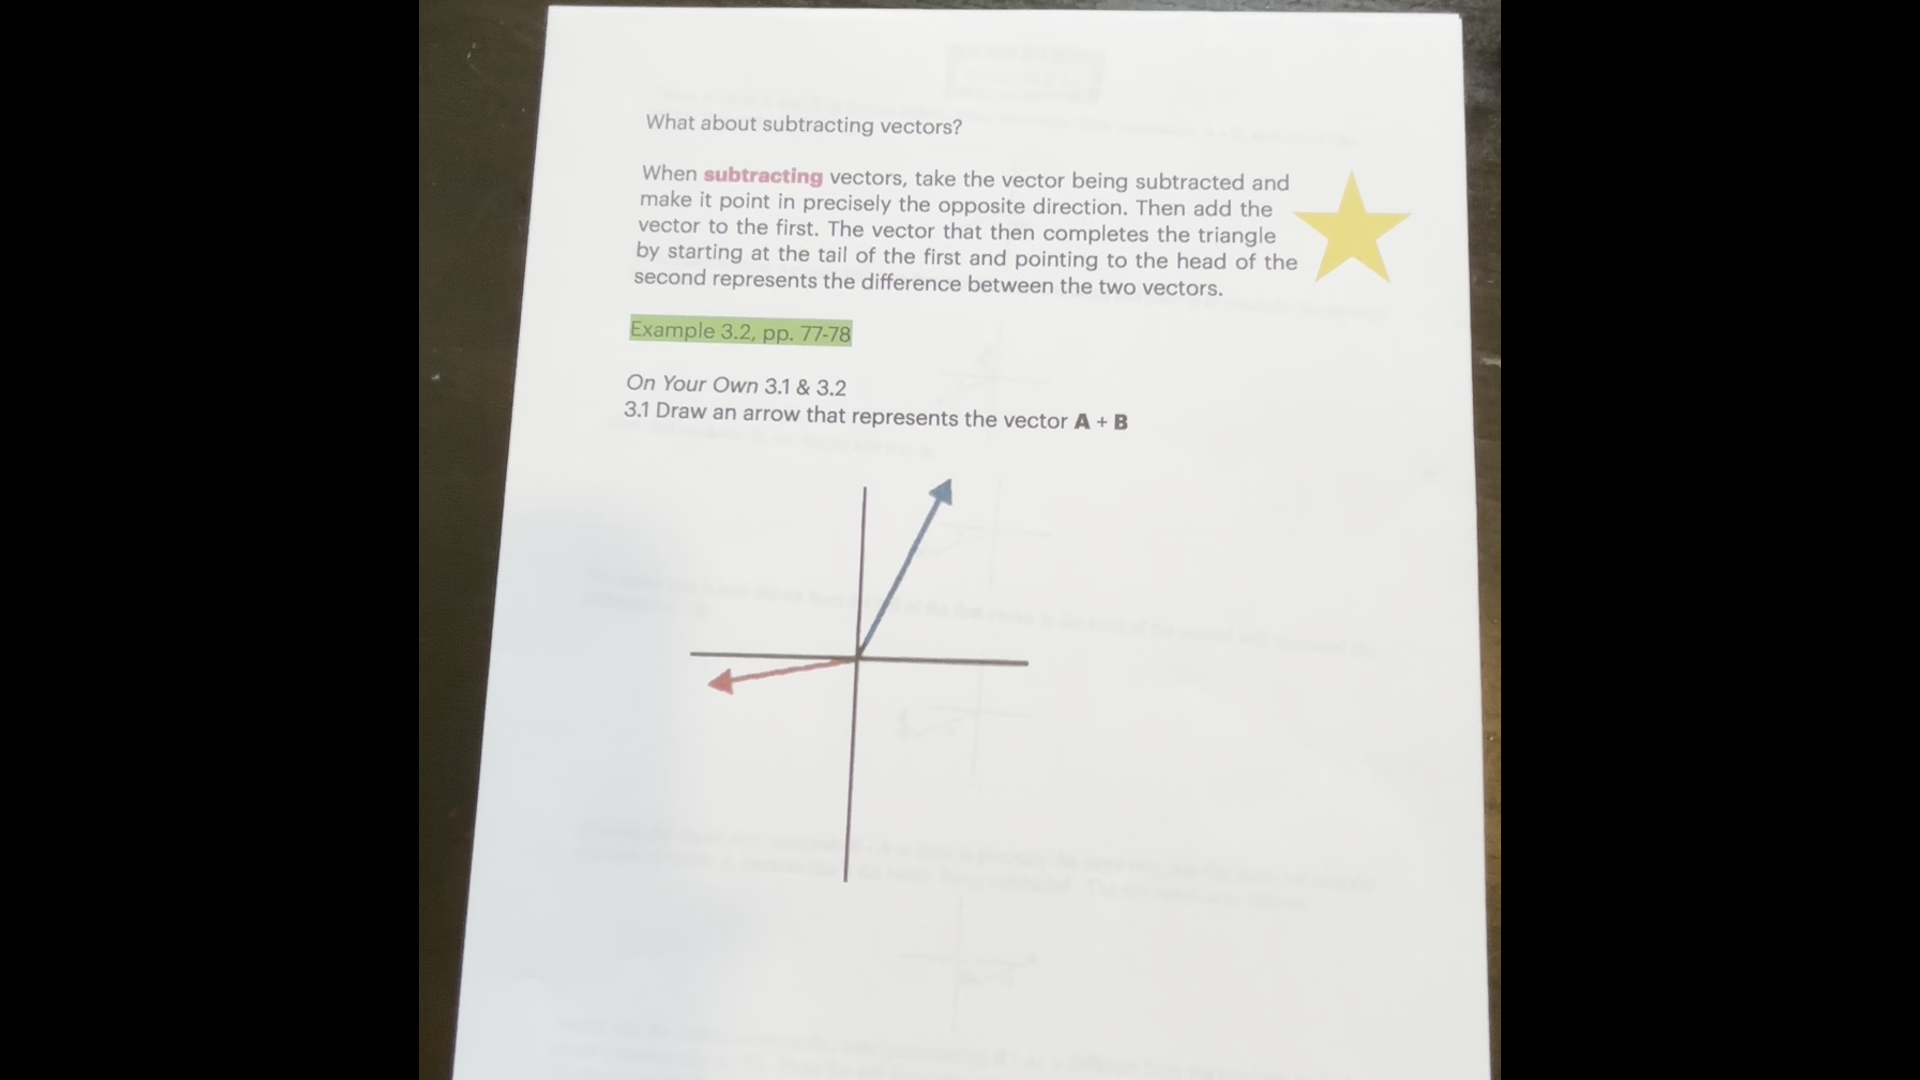 What about subtracting vectors?
When subtracting vectors, take the vector being subtracted and
make it point in precisely the opposite direction. Then add the
vector to the first. The vector that then completes the triangle
by starting at the tail of the first and pointing to the head of the
second represents the difference between the two vectors.
Example 3.2, pp. 77-78
On Your Own 3.1 & 3.2
3.1 Draw an arrow that represents the vector A + B